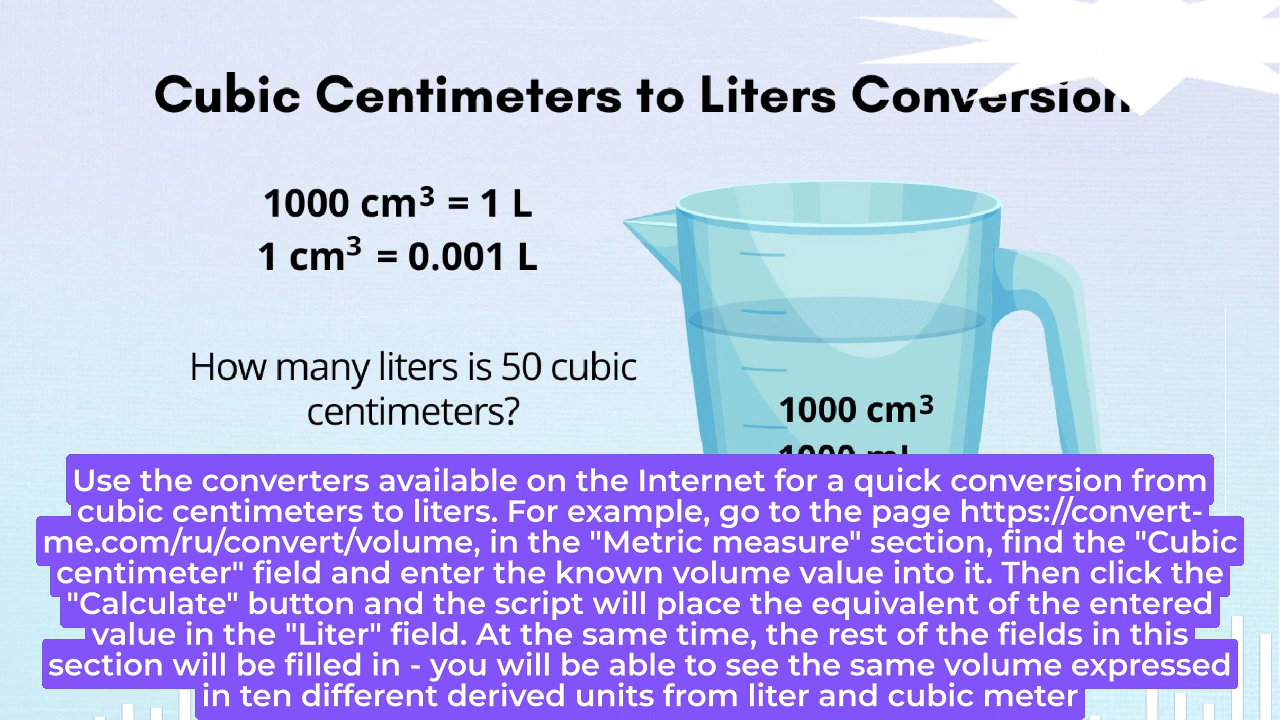 Cubic Centimeters to Liters Conversion
1000 cm³ = 1 L
1 cm³ = 0.001 L
How many liters is 50 cubic
centimeters?
1000 cm³
1000 mL
Use the converters available on the Internet for a quick conversion from
cubic centimeters to liters. For example, go to the page https://convert-
me.com/ru/convert/volume, in the "Metric measure" section, find the "Cubic
centimeter" field and enter the known volume value into it. Then click the
"Calculate" button and the script will place the equivalent of the entered
value in the "Liter" field. At the same time, the rest of the fields in this
section will be filled in - you will be able to see the same volume expressed
in ten different derived units from liter and cubic meter